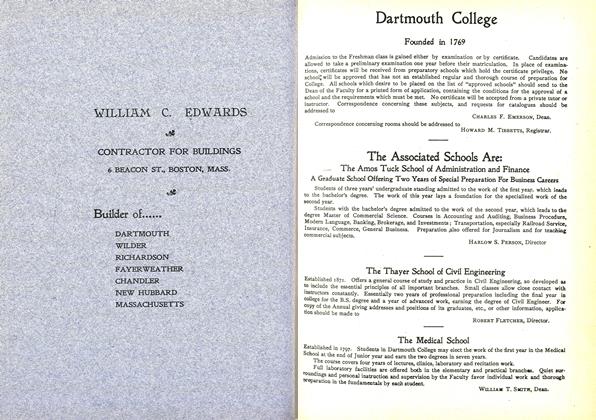 WILLIAM C. EDWARDS
CONTRACTOR FOR BUILDINGS
6 BEACON ST., BOSTON, MASS.
Builder of......
DARTMOUTH
WILDER
RICHARDSON
FAYERWEATHER
CHANDLER
NEW HUBBARD
MASSACHUSETTS
Dartmouth College
Founded in 1769
Admission to the Freshman class is gained either by examination or by certificate. Candidates are
allowed to take a preliminary examination one year before their matriculation. In place of examina-
tions, certificates will be received from preparatory schools which hold the certificate privilege. No
school will be approved that has not an established regular and thorough course of preparation for
College. All schools which desire to be placed on the list of "approved schools" should send to the
Dean of the Faculty for a printed form of application, containing the conditions for the approval of a
school and the requirements which must be met. No certificate will be accepted from a private tutor or
instructor. Correspondence concerning these subjects, and requests for catalogues should be
addressed to
CHARLES F. EMERSON, Dean.
Correspondence concerning rooms should be addressed to
HOWARD M. TIBBETTS, Registrar.
The Associated Schools Are:
The Amos Tuck School of Administration and Finance
A Graduate School Offering Two Years of Special Preparation For Business Careers
Students of three years' undergraduate standing admitted to the work of the first year, which leads
to the bachelor's degree. The work of this year lays a foundation for the specialised work of the
second year.
Students with the bachelor's degree admitted to the work of the second year, which leads to the
degree Master of Commercial Science. Courses in Accounting and Auditing, Business Procedure,
Modern Language, Banking, Brokerage, and Investments; Transportation, especially Railroad Service,
Insurance, Commerce, General Business. Preparation also offered for Journalism and for teaching
commercial subjects.
HARLOW S. PERSON, Director
The Thayer School of Civil Engineering
Established 1871. Offers a general course of study and practice in Civil Engineering, so developed as
to include the essential principles of all important branches. Small classes allow close contact with
instructors constantly. Essentially two years of professional preparation including the final year in
college for the B.S. degree and a year of advanced work, earning the degree of Civil Engineer. For
copy of the Annual giving addresses and positions of its graduates, etc., or other information, applica-
tion should be made to
ROBERT FLETCHER, Director.
The Medical School
Established in 1797. Students in Dartmouth College may elect the work of the first year in the Medical
School at the end of Junior year and earn the two degrees in seven years.
The course covers four years of lectures, clinics, laboratory and recitation work.
Full laboratory facilities are offered both in the elementary and practical branches. Quiet sur-
roundings and personal instruction and supervision by the Faculty favor individual work and thorough
preparation in the fundamentals by each student.
WILLIAM T. SMITH, Dean.